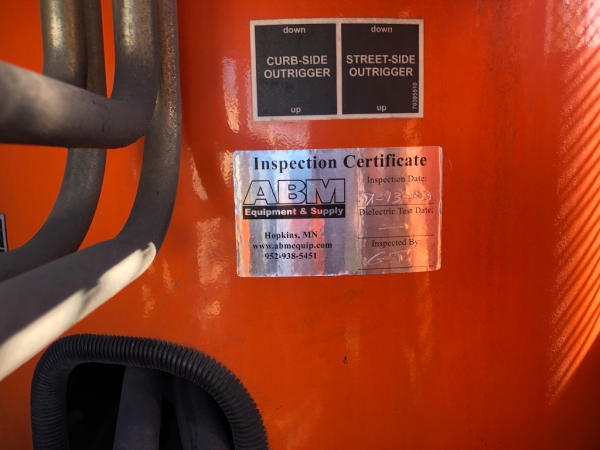 down
CURB-SIDE
OUTRIGGER
up
down
STREET-SIDE
OUTRIGGER
up
Inspection Certificate
ABM
Equipment & Supply
Hopkins, MN
www.abmequip.com
952-938-5451
Inspection Date:
Dielectric Test Date:
Inspected By: